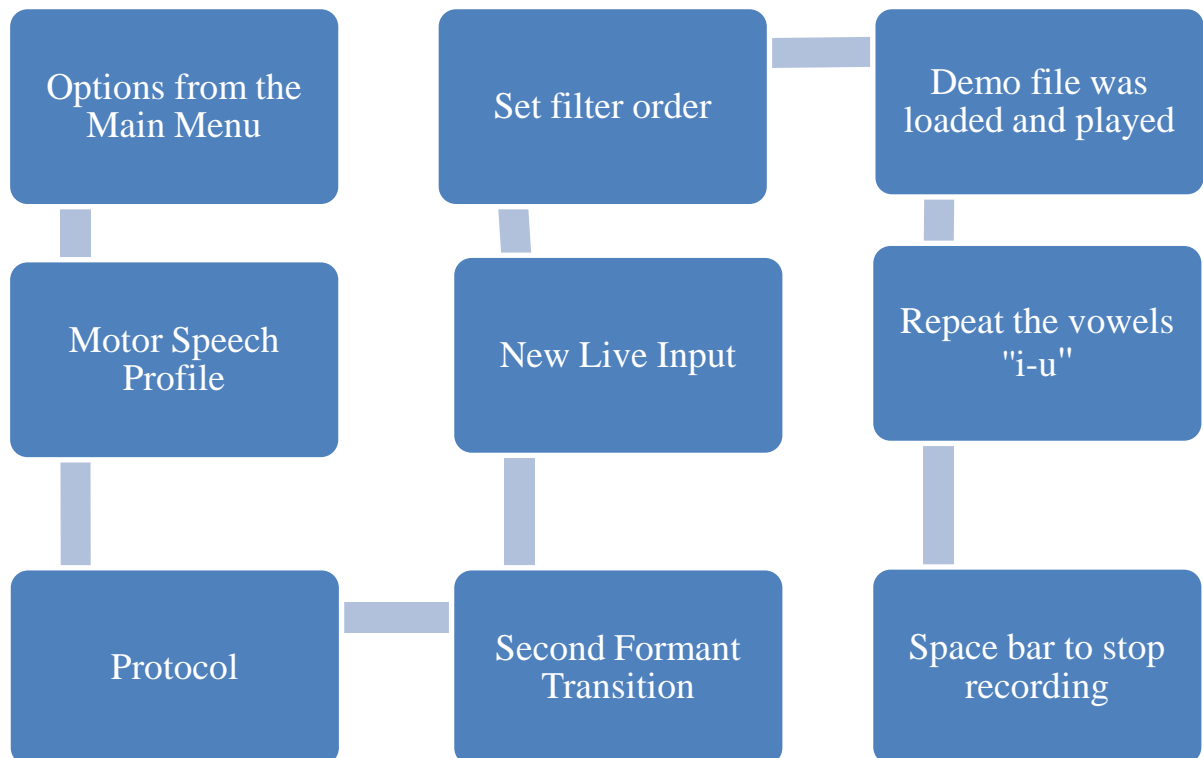 Options from the
Main Menu
Motor Speech
Profile
Protocol
Second Formant
Transition
New Live Input
Set filter order
Demo file was
loaded and played
Repeat the vowels
"i-u"
Space bar to stop
recording